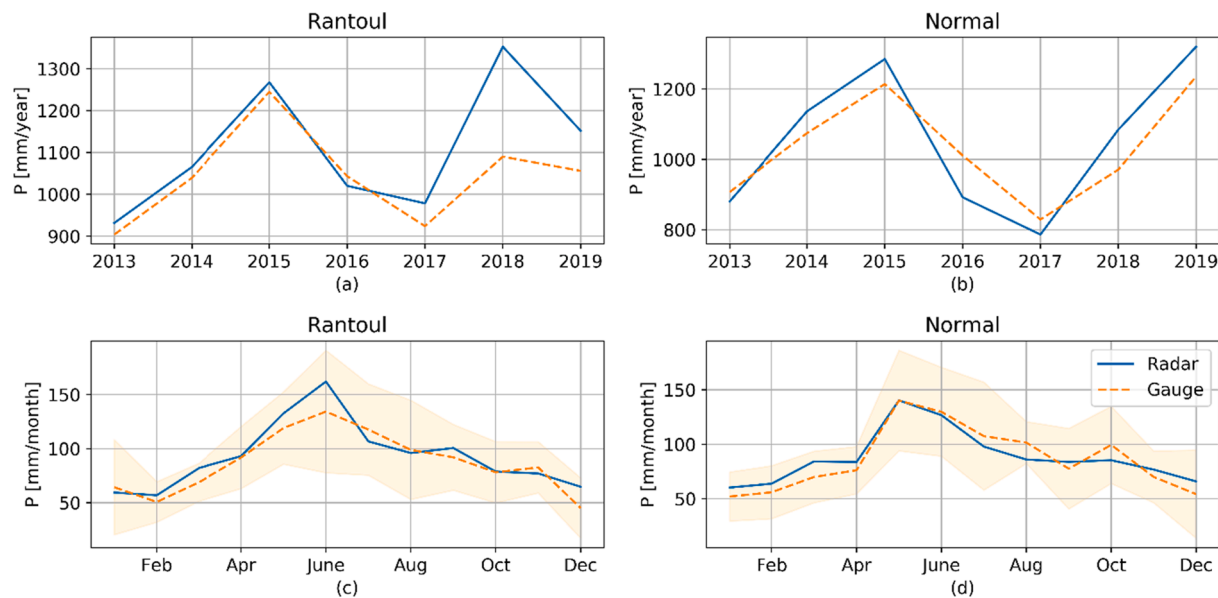 Rantoul
P [mm/year]
1300
1200
1100
1000
900
2013 2014 2015 2016 2017 2018 2019
(a)
Normal
P [mm/year]
1200
1000
800
2013 2014 2015 2016 2017 2018 2019
(b)
Rantoul
P [mm/month]
150
100
50
Feb Apr June Aug Oct Dec
(c)
Normal
P [mm/month]
150
100
50
Radar
Gauge
Feb Apr June Aug Oct Dec
(d)